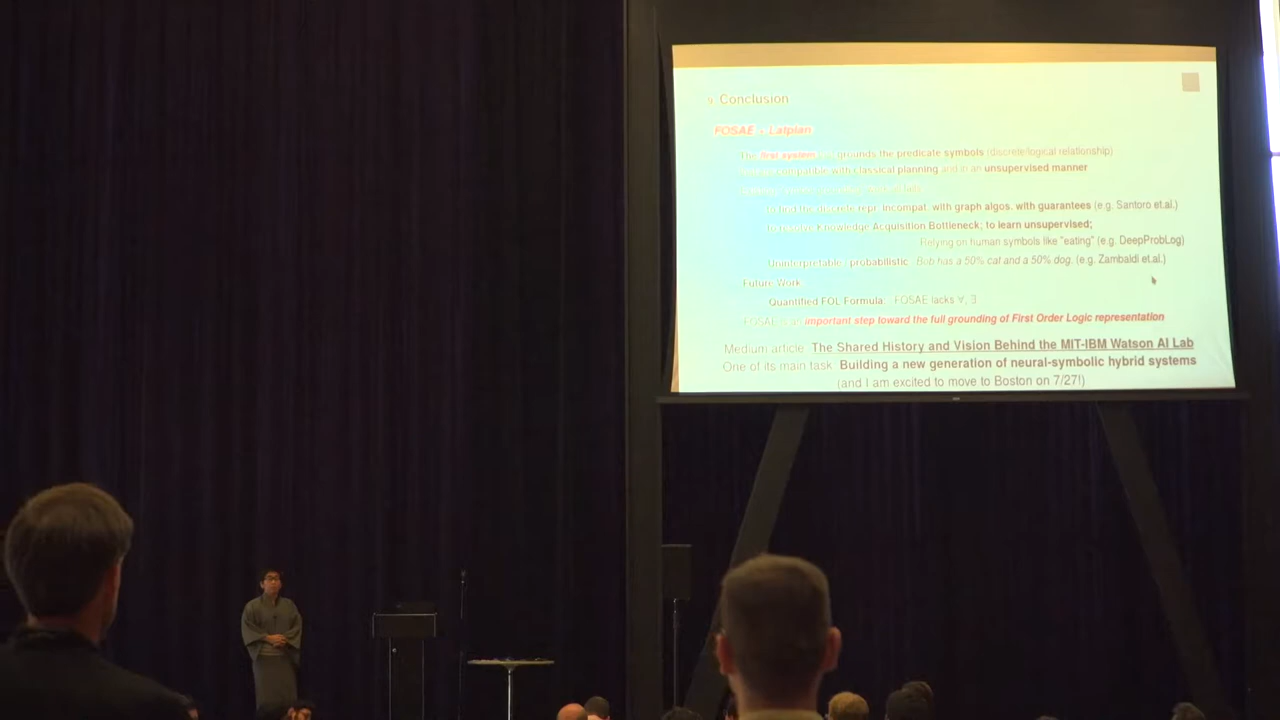 9 Conclusion
FOSAE + Latplan
The first system grounds the predicate symbols (discrete/logical relationship)
compatible with classical planning and in an unsupervised manner
to find the discrete repr. Incompat. with graph algos. with guarantees (e.g. Santoro et.al.)
to resolve Knowledge Acquisition Bottleneck; to learn unsupervised;
Relying on human symbols like "eating" (e.g. DeepProbLog)
Uninterpretable probabilistic Bob has a 50% cat and a 50% dog. (e.g. Zambaldi et.al.)
Future Work
Quantified FOL Formula: FOSAE lacks ∀, ∃
FOSAE is an important step toward the full grounding of First Order Logic representation
Medium article The Shared History and Vision Behind the MIT-IBM Watson AI Lab
One of its main task Building a new generation of neural-symbolic hybrid systems
(and I am excited to move to Boston on 7/27!)